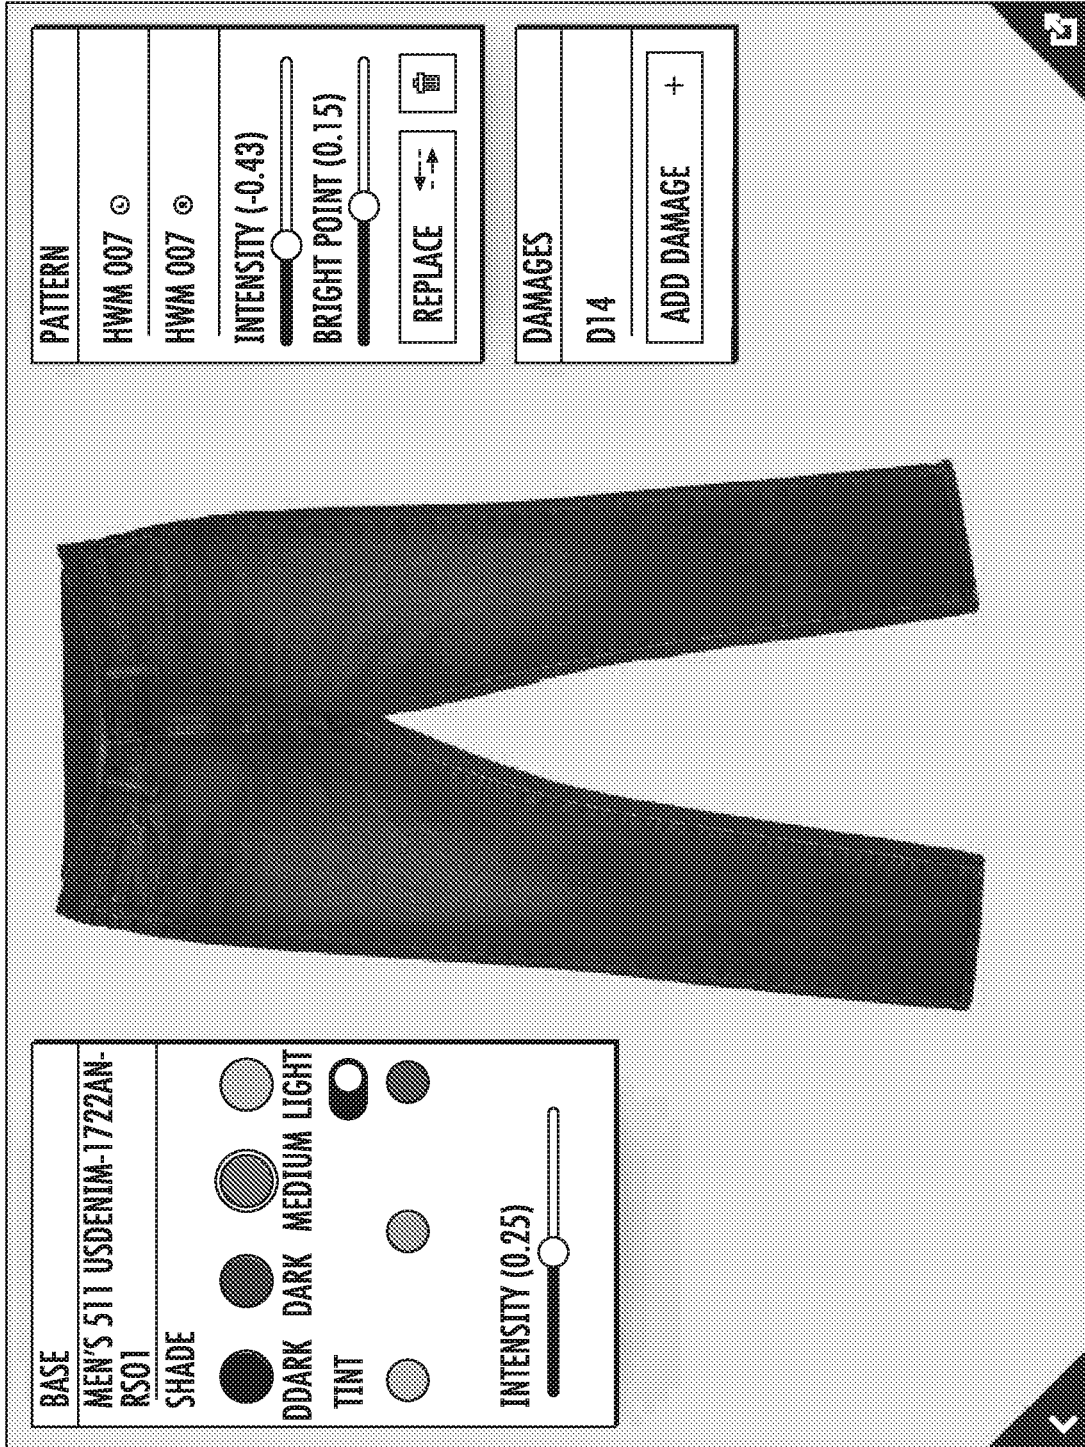 BASE
MEN'S 511 USDENIM-1722AN-
RS01
SHADE
DDARK DARK MEDIUM LIGHT
TINT
INTENSITY (0.25)
PATTERN
HWM 007 L
HWM 007 R
INTENSITY (-0.43)
BRIGHT POINT (0.15)
REPLACE
DAMAGES
D14
ADD DAMAGE +